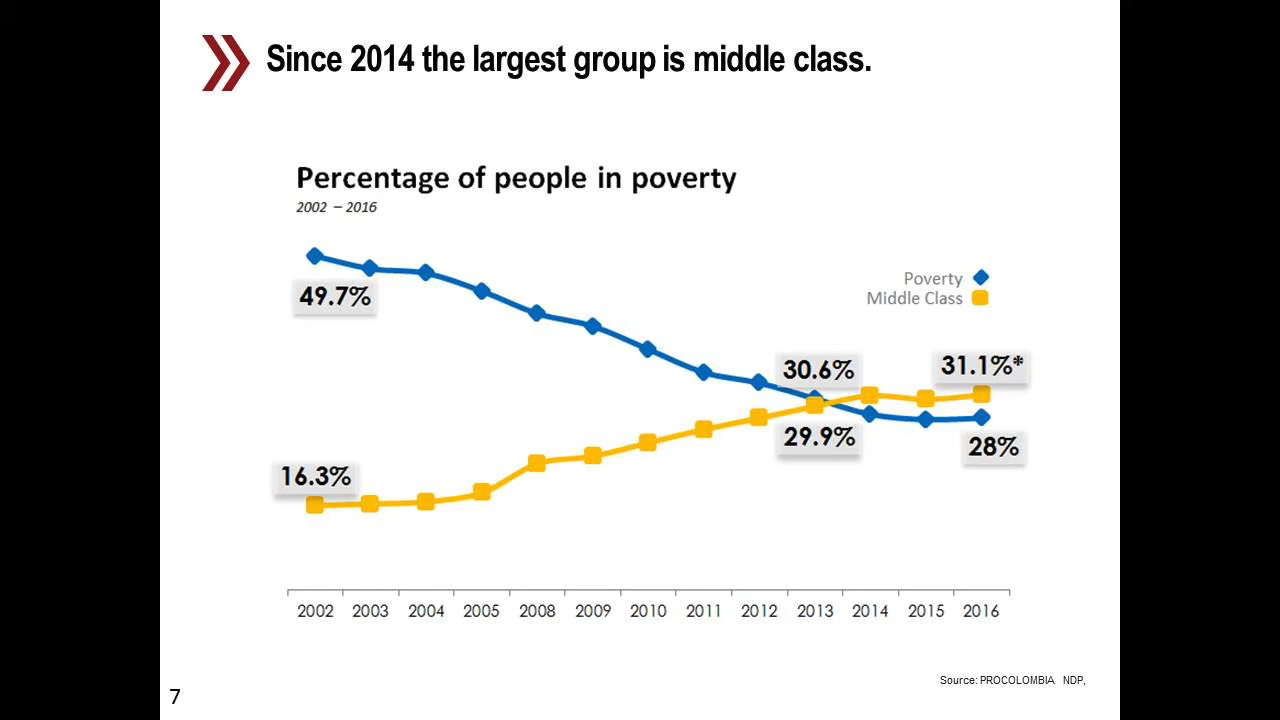 Since 2014 the largest group is middle class.
Percentage of people in poverty
2002 – 2016
Poverty
Middle Class
49.7%
30.6%
31.1%*
29.9%
28%
16.3%
2002 2003 2004 2005 2008 2009 2010 2011 2012 2013 2014 2015 2016
Source: PROCOLOMBIA NDP,
7